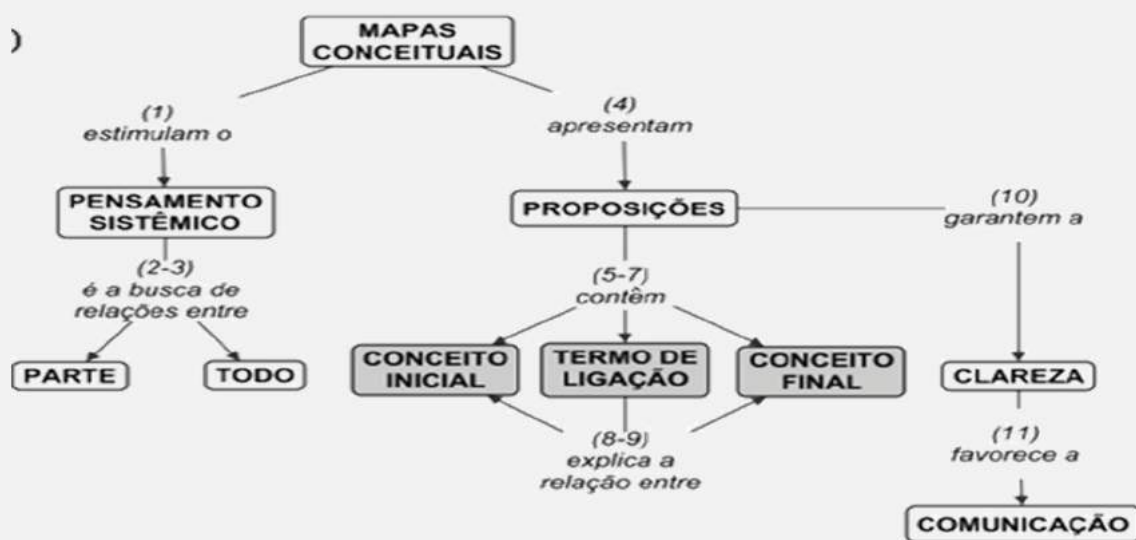 )
MAPAS
CONCEITUAIS
(1)
estimulam o
(4)
apresentam
PENSAMENTO
SISTÊMICO
PROPOSIÇÕES
(10)
garantem a
(2-3)
é a busca de
relações entre
(5-7)
contêm
PARTE
TODO
CONCEITO
INICIAL
TERMO DE
LIGAÇÃO
CONCEITO
FINAL
CLAREZA
(8-9)
explica a
relação entre
(11)
favorece a
COMUNICAÇÃO